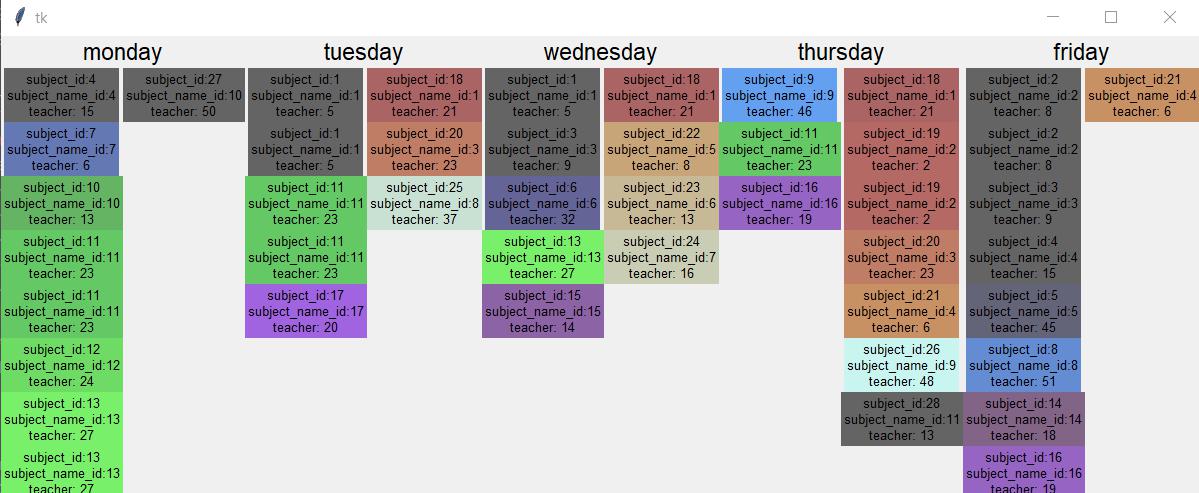 tk
monday
tuesday
wednesday
thursday
friday
subject_id:4
subject_name_id:4
teacher: 15
subject_id:7
subject_name_id:7
teacher: 6
subject_id:10
subject_name_id:10
teacher: 13
subject_id:11
subject_name_id:11
teacher: 23
subject_id:11
subject_name_id:11
teacher: 23
subject_id:12
subject_name_id:12
teacher: 24
subject_id:13
subject_name_id:13
teacher: 27
subject_id:13
subject_name_id:13
teacher: 27
subject_id:27
subject_name_id:10
teacher: 50
subject_id:1
subject_name_id:1
teacher: 5
subject_id:1
subject_name_id:1
teacher: 5
subject_id:11
subject_name_id:11
teacher: 23
subject_id:11
subject_name_id:11
teacher: 23
subject_id:17
subject_name_id:17
teacher: 20
subject_id:18
subject_name_id:1
teacher: 21
subject_id:20
subject_name_id:3
teacher: 23
subject_id:25
subject_name_id:8
teacher: 37
subject_id:1
subject_name_id:1
teacher: 5
subject_id:3
subject_name_id:3
teacher: 9
subject_id:6
subject_name_id:6
teacher: 32
subject_id:13
subject_name_id:13
teacher: 27
subject_id:15
subject_name_id:15
teacher: 14
subject_id:18
subject_name_id:1
teacher: 21
subject_id:22
subject_name_id:5
teacher: 8
subject_id:23
subject_name_id:6
teacher: 13
subject_id:24
subject_name_id:7
teacher: 16
subject_id:9
subject_name_id:9
teacher: 46
subject_id:11
subject_name_id:11
teacher: 23
subject_id:16
subject_name_id:16
teacher: 19
subject_id:18
subject_name_id:1
teacher: 21
subject_id:19
subject_name_id:2
teacher: 2
subject_id:19
subject_name_id:2
teacher: 2
subject_id:20
subject_name_id:3
teacher: 23
subject_id:21
subject_name_id:4
teacher: 6
subject_id:26
subject_name_id:9
teacher: 48
subject_id:28
subject_name_id:11
teacher: 13
subject_id:2
subject_name_id:2
teacher: 8
subject_id:2
subject_name_id:2
teacher: 8
subject_id:3
subject_name_id:3
teacher: 9
subject_id:4
subject_name_id:4
teacher: 15
subject_id:5
subject_name_id:5
teacher: 45
subject_id:8
subject_name_id:8
teacher: 51
subject_id:14
subject_name_id:14
teacher: 18
subject_id:16
subject_name_id:16
teacher: 19
subject_id:21
subject_name_id:4
teacher: 6